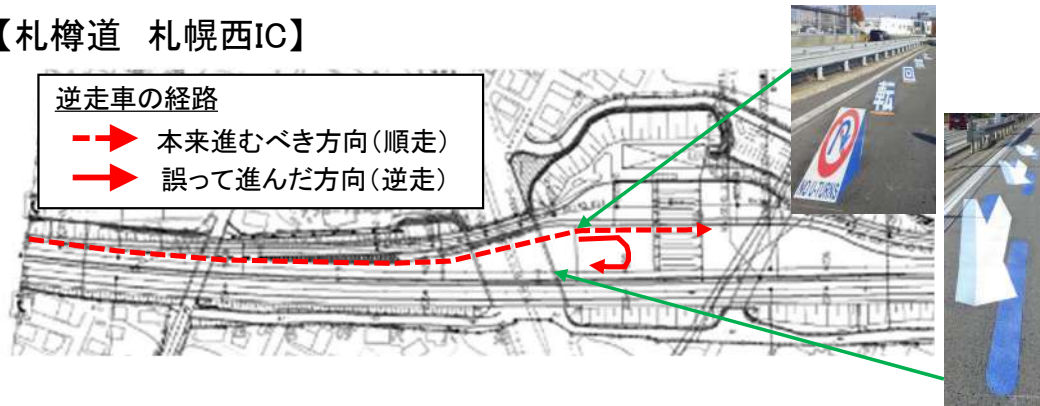 【札樽道　札幌西IC】
逆走車の経路
本来進むべき方向(順走)
誤って進んだ方向(逆走)
転
回
NO U-TURNS